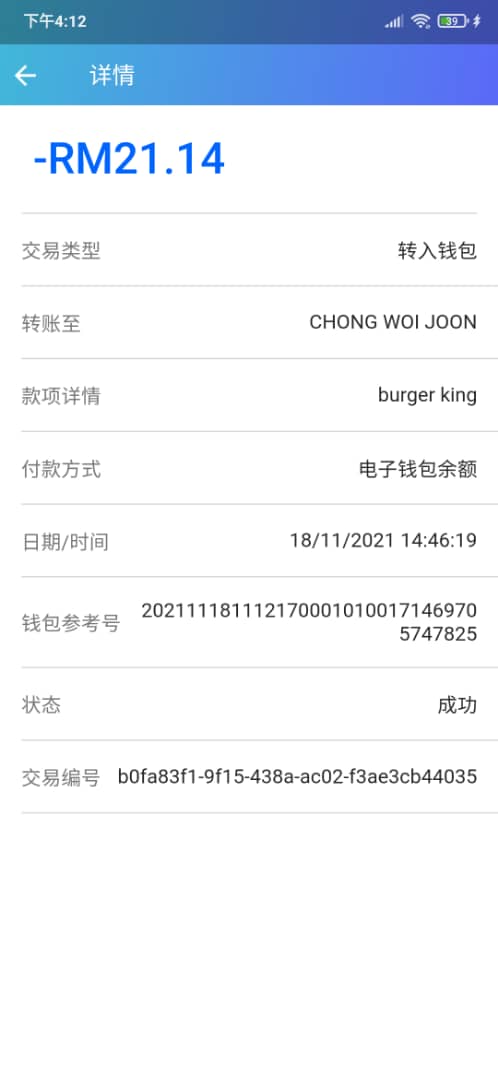 下午4:12
39
详情
-RM21.14
交易类型 转入钱包
转账至 CHONG WOI JOON
款项详情 burger king
付款方式 电子钱包余额
日期/时间 18/11/2021 14:46:19
钱包参考号 202111181112170001010017146970
5747825
状态 成功
交易编号 b0fa83f1-9f15-438a-ac02-f3ae3cb44035